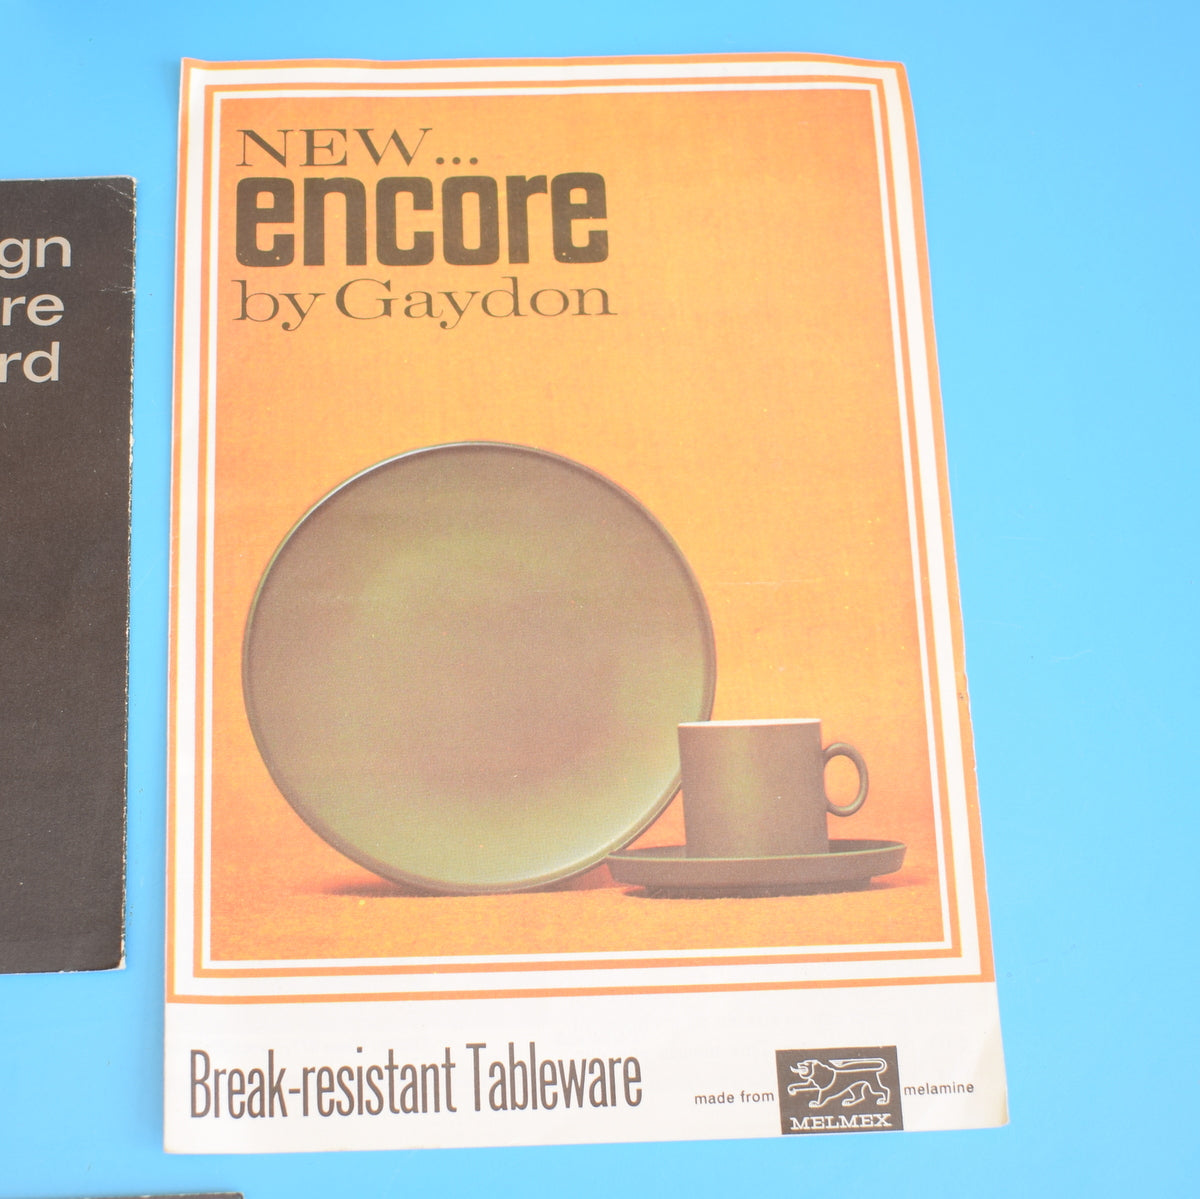 NEW...
encore
by Gaydon
Break-resistant Tableware
made from
MELMEX
melamine
gn
re
rd